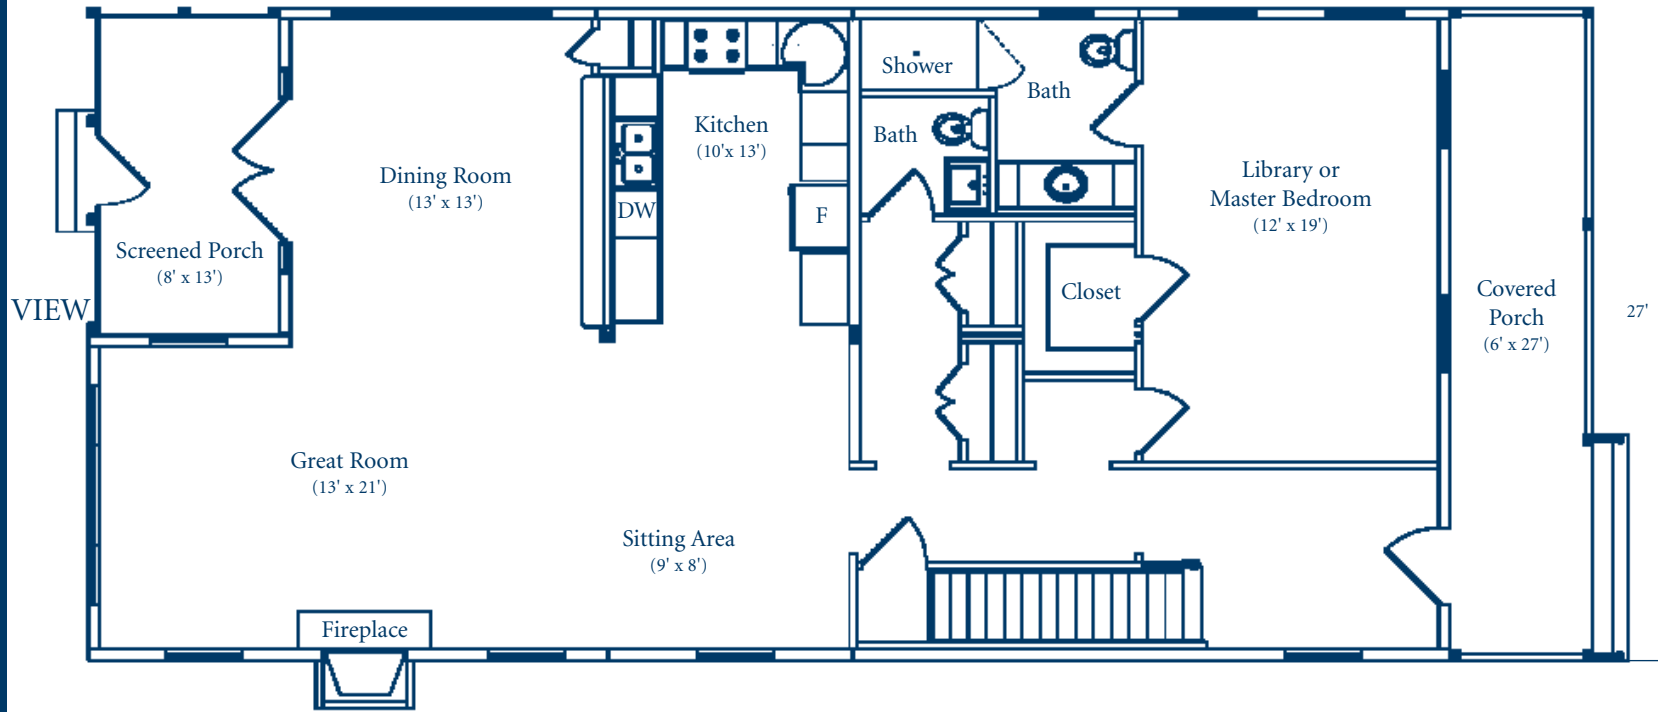 Shower
Bath
Kitchen
(10'x 13')
Bath
Dining Room
(13' x 13')
Library or
Master Bedroom
(12' x 19')
DW
F
Screened Porch
(8' x 13')
VIEW
Closet
Covered
Porch
(6' x 27')
27'
Great Room
(13' x 21')
Sitting Area
(9' x 8')
Fireplace